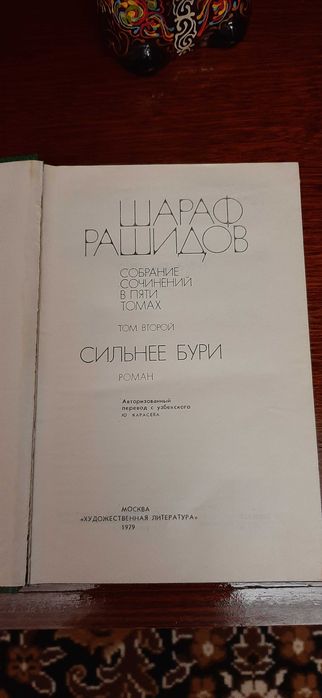 ШАРАФ
РАШИДОВ
СОБРАНИЕ
СОЧИНЕНИЙ
В ПЯТИ
ТОМАХ
ТОМ ВТОРОЙ
СИЛЬНЕЕ БУРИ
РОМАН
Авторизованный
перевод с узбекского
Ю. КАРАСЕВА
МОСКВА
«ХУДОЖЕСТВЕННАЯ ЛИТЕРАТУРА»
1979